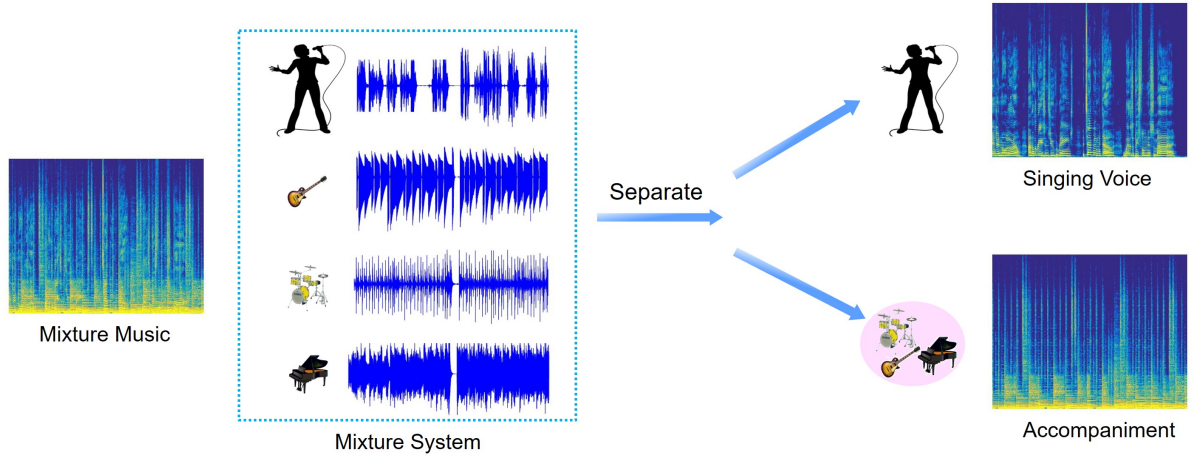 Mixture Music
Mixture System
Separate
Singing Voice
Accompaniment